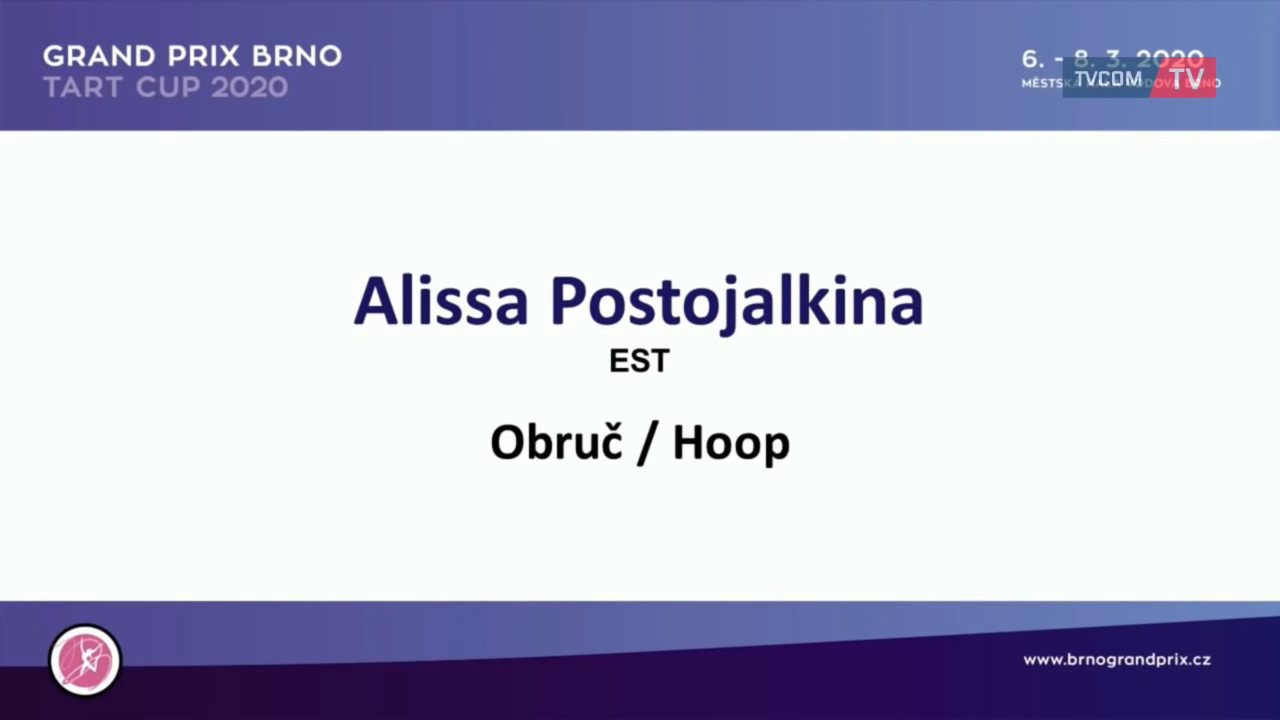 GRAND PRIX BRNO
TART CUP 2020
6. - 8. 3. 2020
TVCOM TV
Alissa Postojalkina
EST
Obruč / Hoop
www.brnograndprix.cz